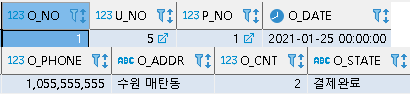 123 O_NO 123 U_NO 123 P_NO O_DATE
1 5 1 2021-01-25 00:00:00
123 O_PHONE ABC O_ADDR 123 O_CNT ABC O_STATE
1,055,555,555 수원 매탄동 2 결제완료